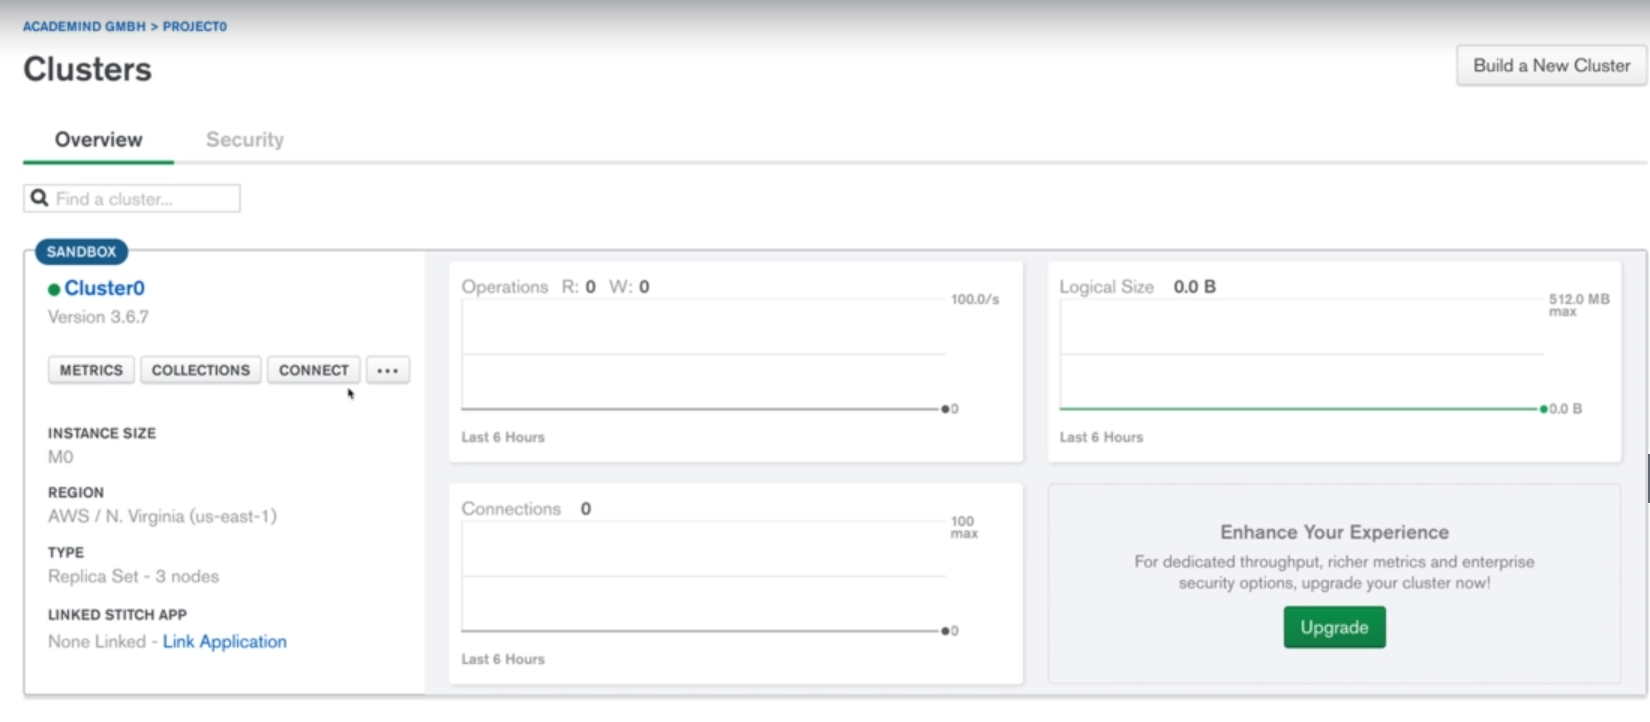 ACADEMIND GMBH > PROJECT0
Clusters
Build a New Cluster
Overview
Security
Find a cluster...
SANDBOX
Cluster0
Version 3.6.7
METRICS
COLLECTIONS
CONNECT
...
INSTANCE SIZE
M0
REGION
AWS / N. Virginia (us-east-1)
TYPE
Replica Set - 3 nodes
LINKED STITCH APP
None Linked - Link Application
Operations R: 0 W: 0
100.0/s
0
Last 6 Hours
Logical Size 0.0 B
512.0 MB
max
0.0 B
Last 6 Hours
Connections 0
100
max
0
Last 6 Hours
Enhance Your Experience
For dedicated throughput, richer metrics and enterprise
security options, upgrade your cluster now!
Upgrade